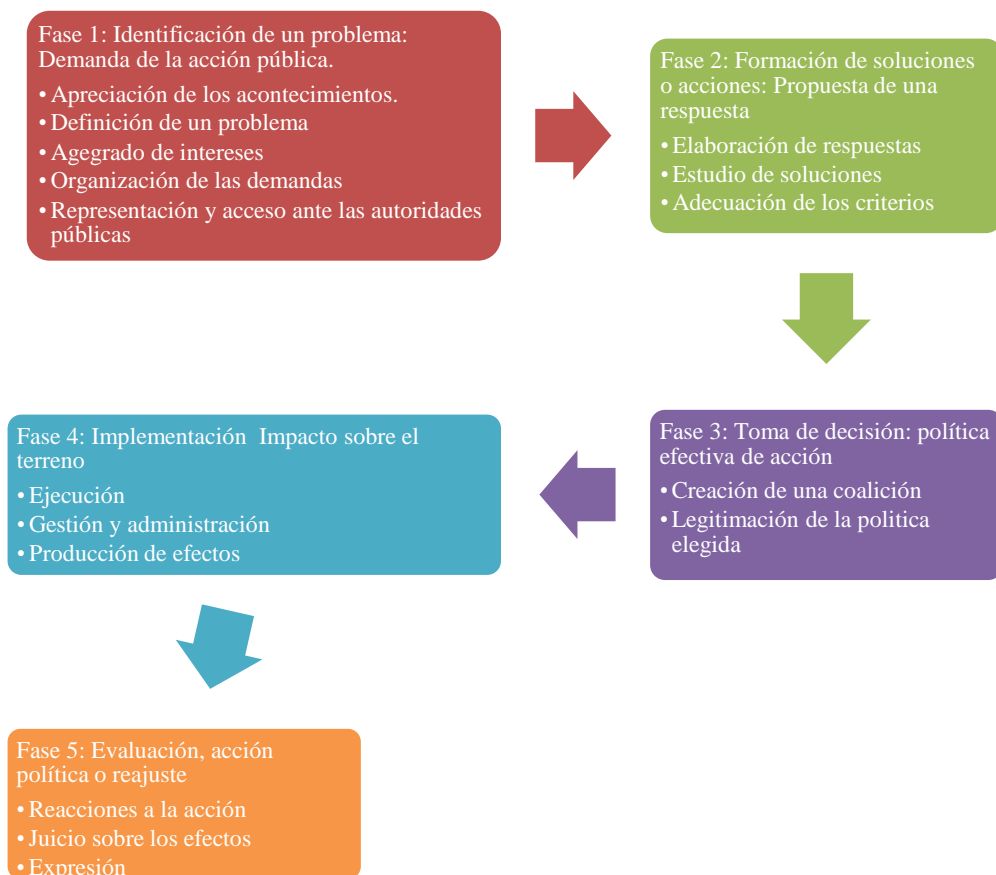 Fase 1: Identificación de un problema:
Demanda de la acción pública.
• Apreciación de los acontecimientos.
• Definición de un problema
• Agegrado de intereses
• Organización de las demandas
• Representación y acceso ante las autoridades
públicas
Fase 2: Formación de soluciones
o acciones: Propuesta de una
respuesta
• Elaboración de respuestas
• Estudio de soluciones
• Adecuación de los criterios
Fase 3: Toma de decisión: política
efectiva de acción
• Creación de una coalición
• Legitimación de la politica
elegida
Fase 4: Implementación Impacto sobre el
terreno
• Ejecución
• Gestión y administración
• Producción de efectos
Fase 5: Evaluación, acción
política o reajuste
• Reacciones a la acción
• Juicio sobre los efectos
• Expresión